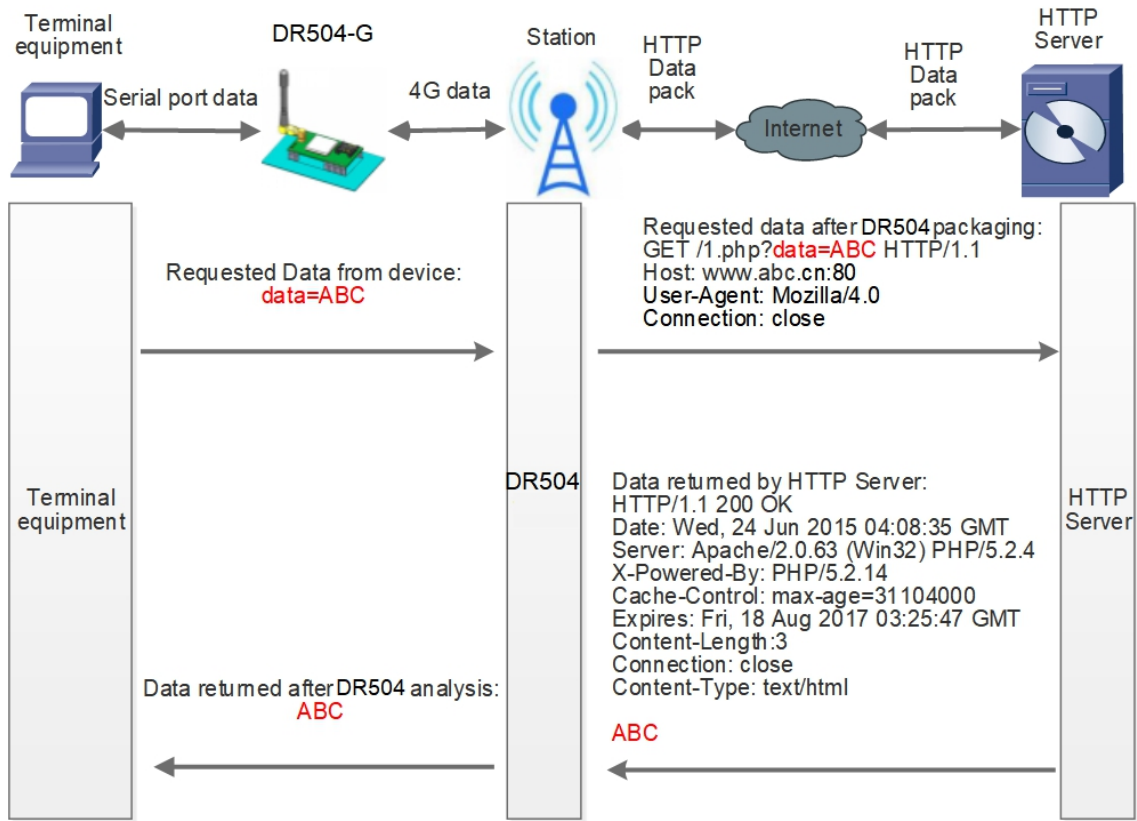 Terminal
equipment
DR504-G
Station
HTTP
Data
pack
HTTP
Data
pack
HTTP
Server
Serial port data
4G data
Internet
Requested Data from device:
data=ABC
Requested data after DR504 packaging:
GET /1.php?data=ABC HTTP/1.1
Host: www.abc.cn:80
User-Agent: Mozilla/4.0
Connection: close
Terminal
equipment
DR504
HTTP
Server
Data returned by HTTP Server:
HTTP/1.1 200 OK
Date: Wed, 24 Jun 2015 04:08:35 GMT
Server: Apache/2.0.63 (Win32) PHP/5.2.4
X-Powered-By: PHP/5.2.14
Cache-Control: max-age=31104000
Expires: Fri, 18 Aug 2017 03:25:47 GMT
Content-Length:3
Connection: close
Content-Type: text/html
ABC
Data returned after DR504 analysis:
ABC